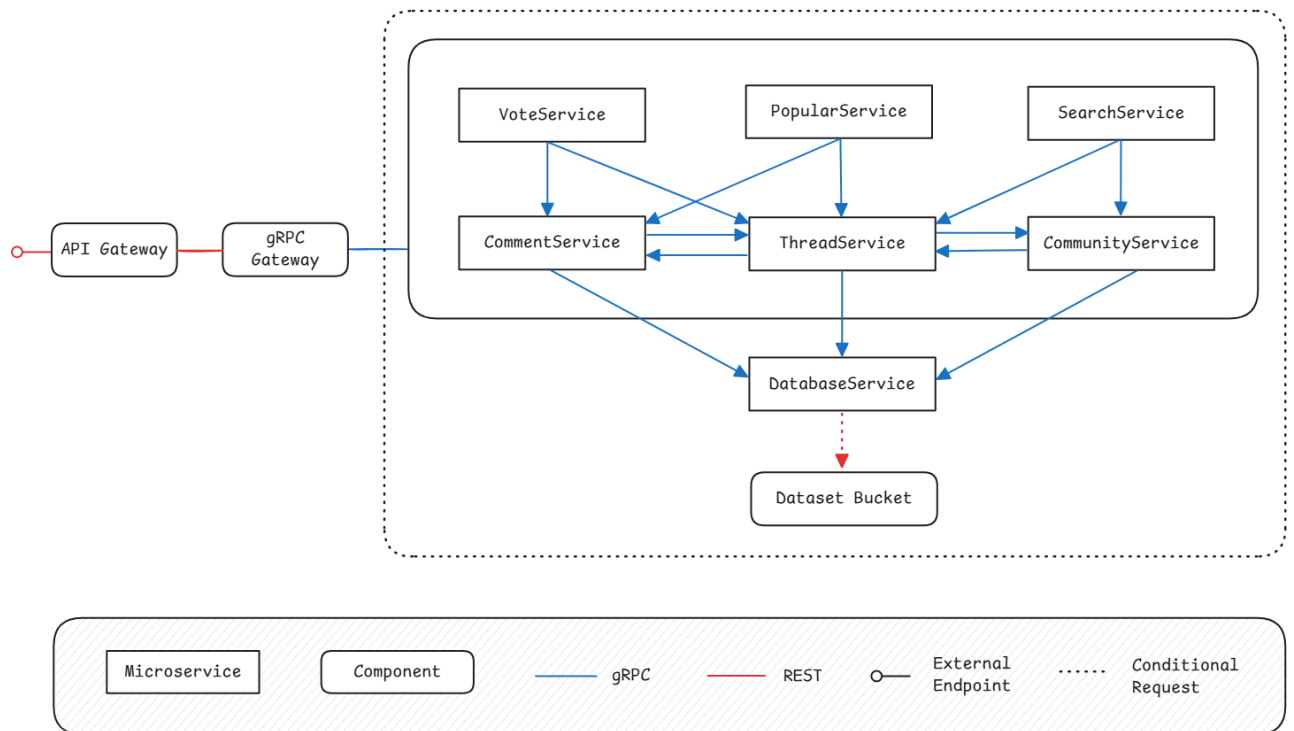 VoteService
PopularService
SearchService
API Gateway
gRPC
Gateway
CommentService
ThreadService
CommunityService
DatabaseService
Dataset Bucket
Microservice
Component
gRPC
REST
External
Endpoint
Conditional
Request